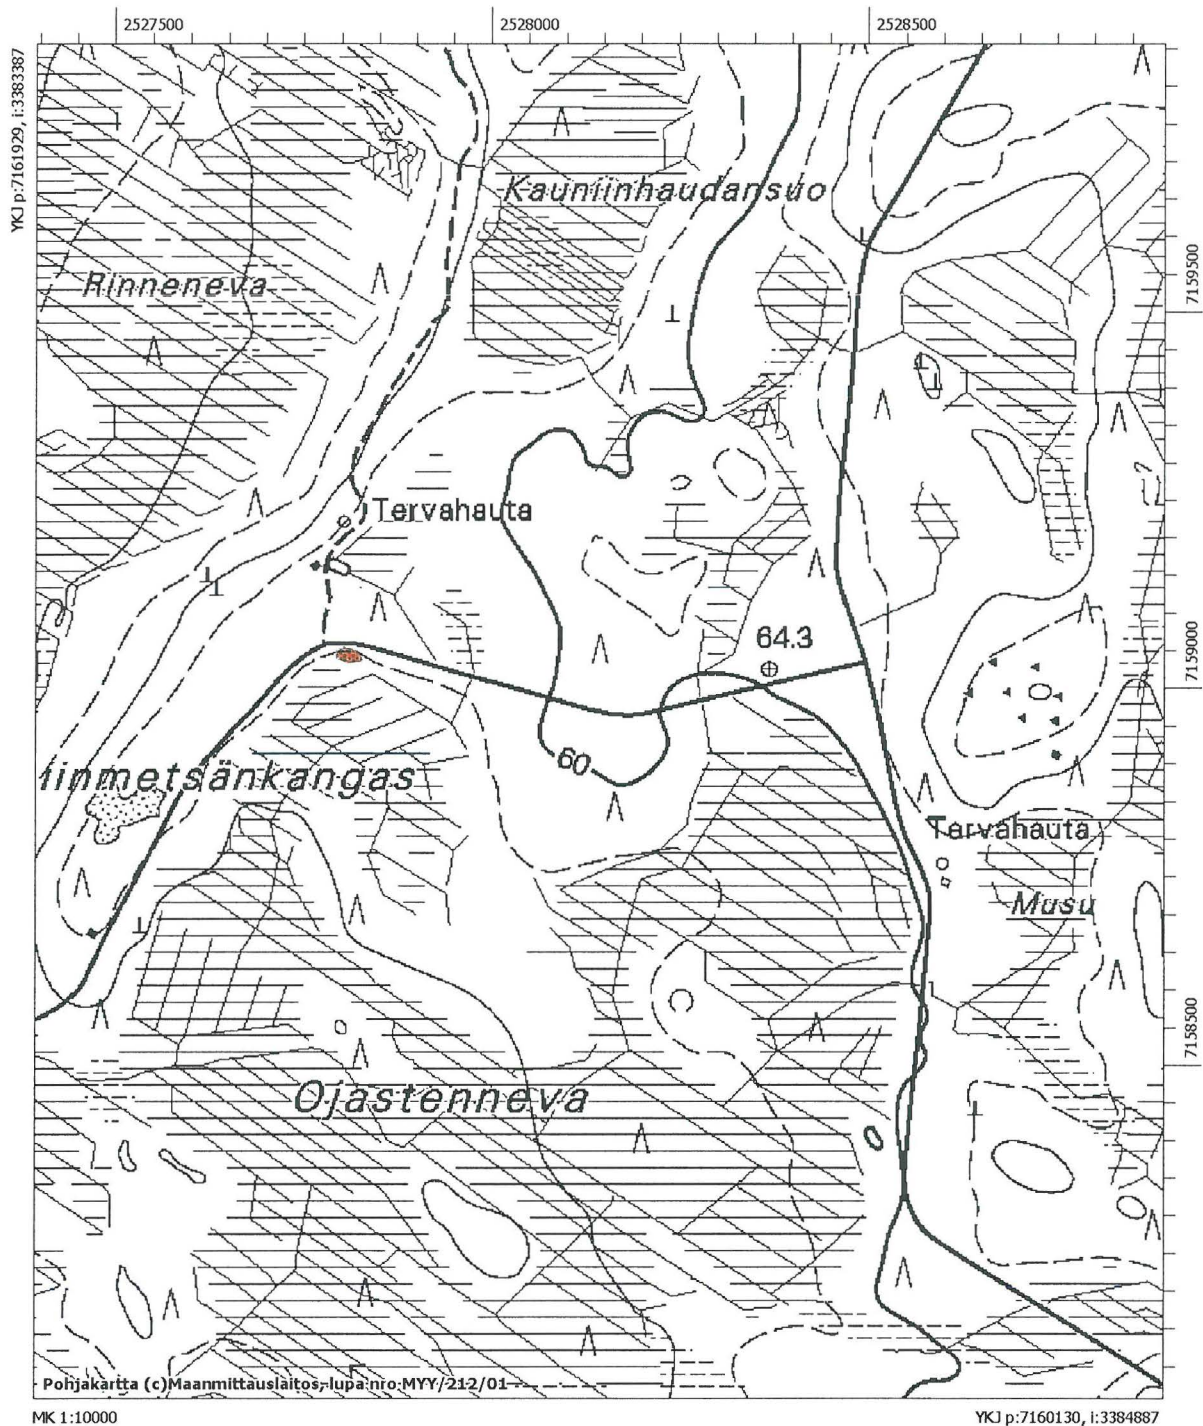 2527500
2528000
2528500
YKJ p:7161929, i:3383387
Kauniinhaudansuo
Rinneneva
7159500
Tervahauta
64.3
7159000
60
iinmetsänkangas
Tervahauta
Musu
7158500
Ojastenneva
Pohjakartta (c)Maanmittauslaitos, lupa nro MYY/212/01
MK 1:10000
YKJ p:7160130, i:3384887